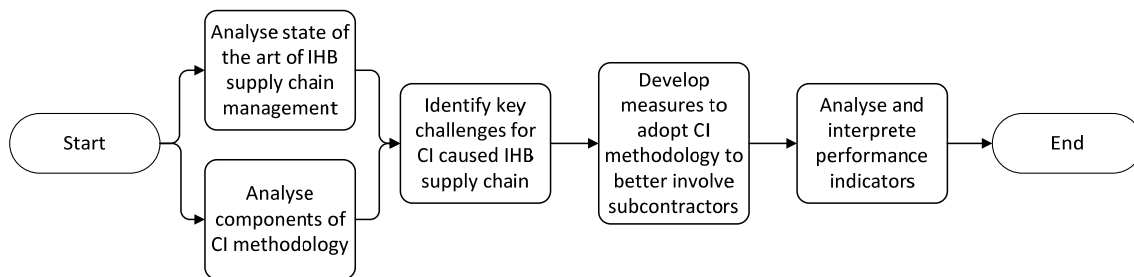 Start
Analyse state of
the art of IHB
supply chain
management
Analyse
components of
CI methodology
Identify key
challenges for
CI caused IHB
supply chain
Develop
measures to
adopt CI
methodology to
better involve
subcontractors
Analyse and
interprete
performance
indicators
End